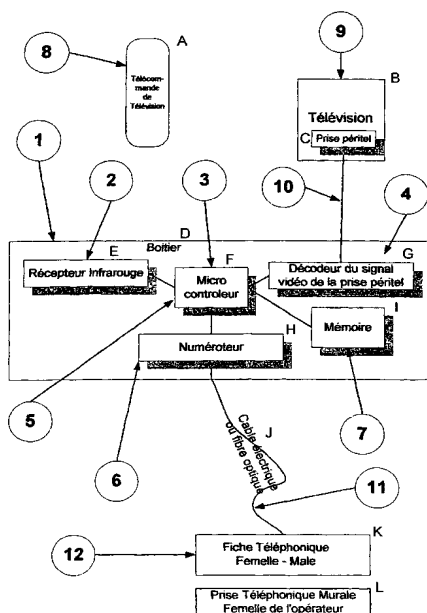 9
A
8
Télécom-
mande
de
Télévision
B
Télévision
C
Prise péritel
1
2
3
10
4
D
Boitier
E
Récepteur Infrarouge
F
Micro
controleur
G
Décodeur du signal
vidéo de la prise péritel
H
Numéroteur
I
Mémoire
5
6
7
J
Cable électrique
ou fibre optique
11
K
12
Fiche Téléphonique
Femelle - Male
L
Prise Téléphonique Murale
Femelle de l'opérateur